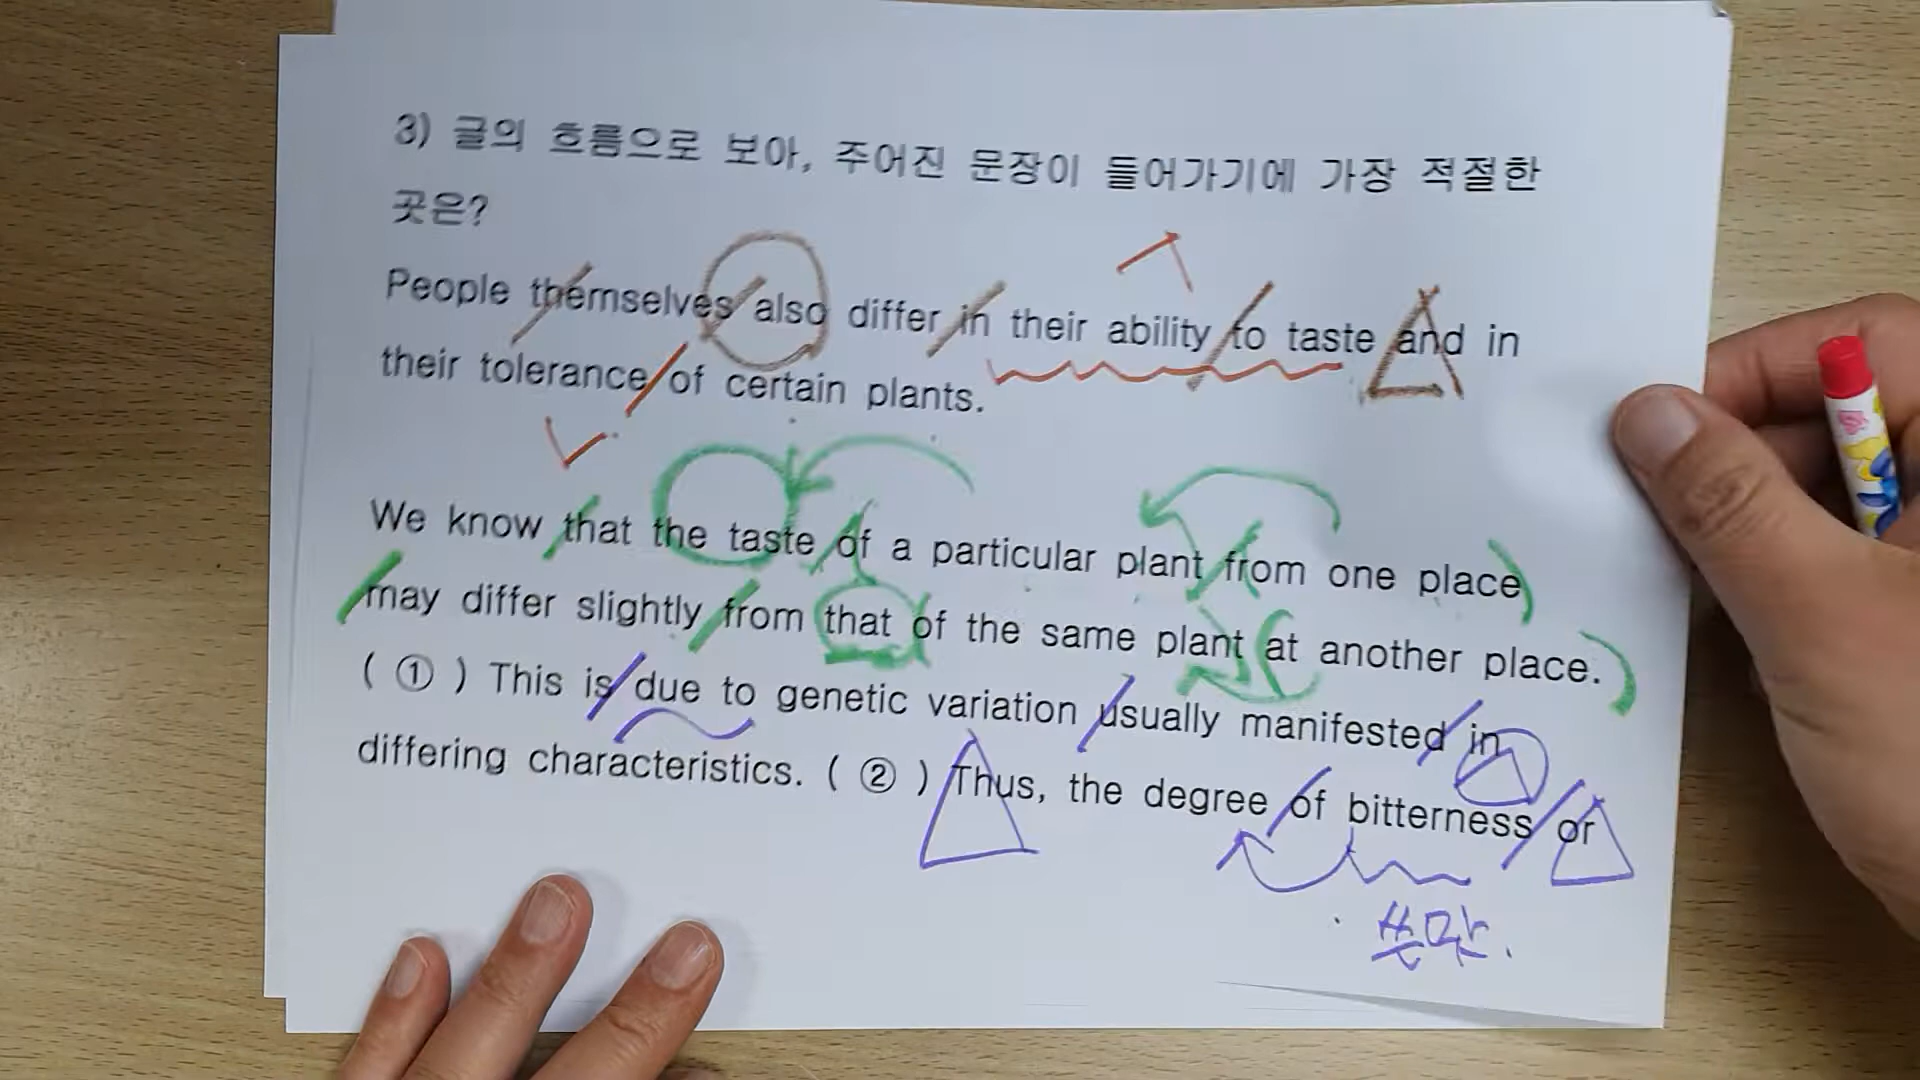 3) 글의 흐름으로 보아, 주어진 문장이 들어가기에 가장 적절한
곳은?
People themselves also differ in their ability to taste and in
their tolerance of certain plants.
We know that the taste of a particular plant from one place
may differ slightly from that of the same plant at another place.
( ① ) This is due to genetic variation usually manifested in
differing characteristics. ( ② ) Thus, the degree of bitterness or
쓴맛.